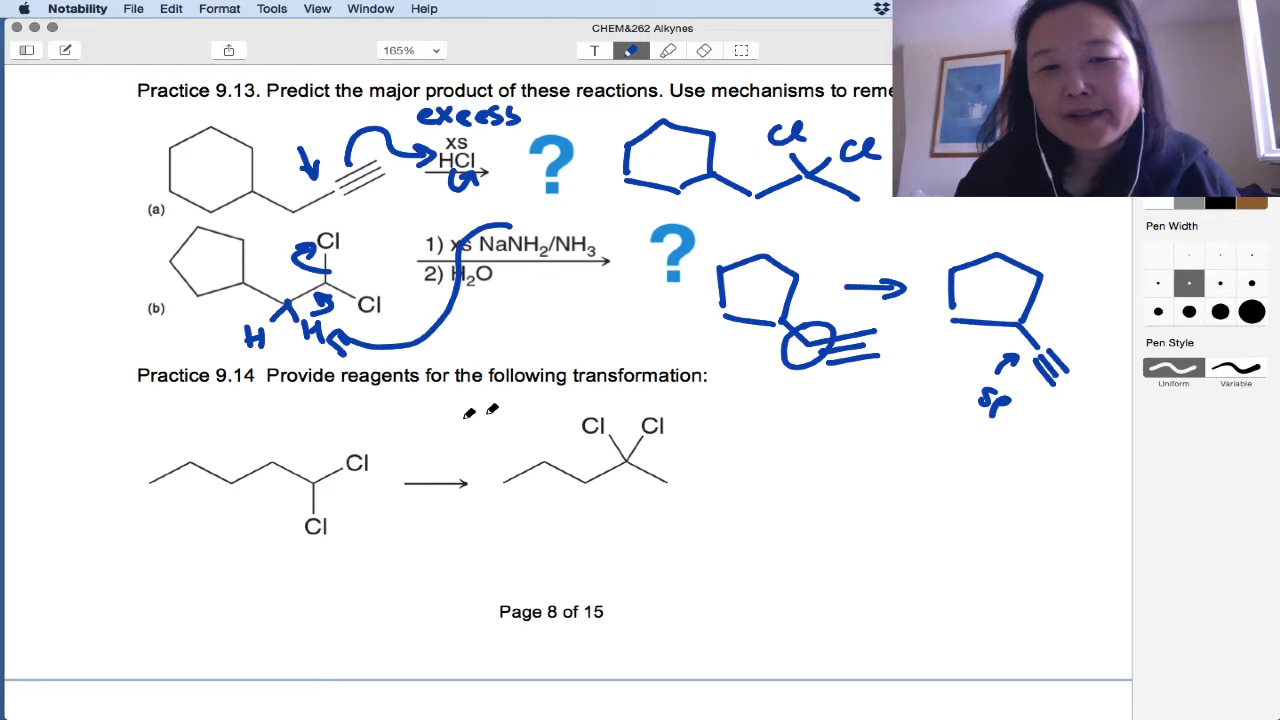 Notability File Edit Format Tools View Window Help
CHEM&262 Alkynes
165% T
Practice 9.13. Predict the major product of these reactions. Use mechanisms to reme
excess
xs
HCl
?
Cl Cl
(a)
Cl
Cl
H H
1) xs NaNH2/NH3
2) H2O
?
(b)
sp
Practice 9.14 Provide reagents for the following transformation:
Cl
Cl
Cl Cl
Page 8 of 15
Pen Width
Pen Style
Uniform Variable